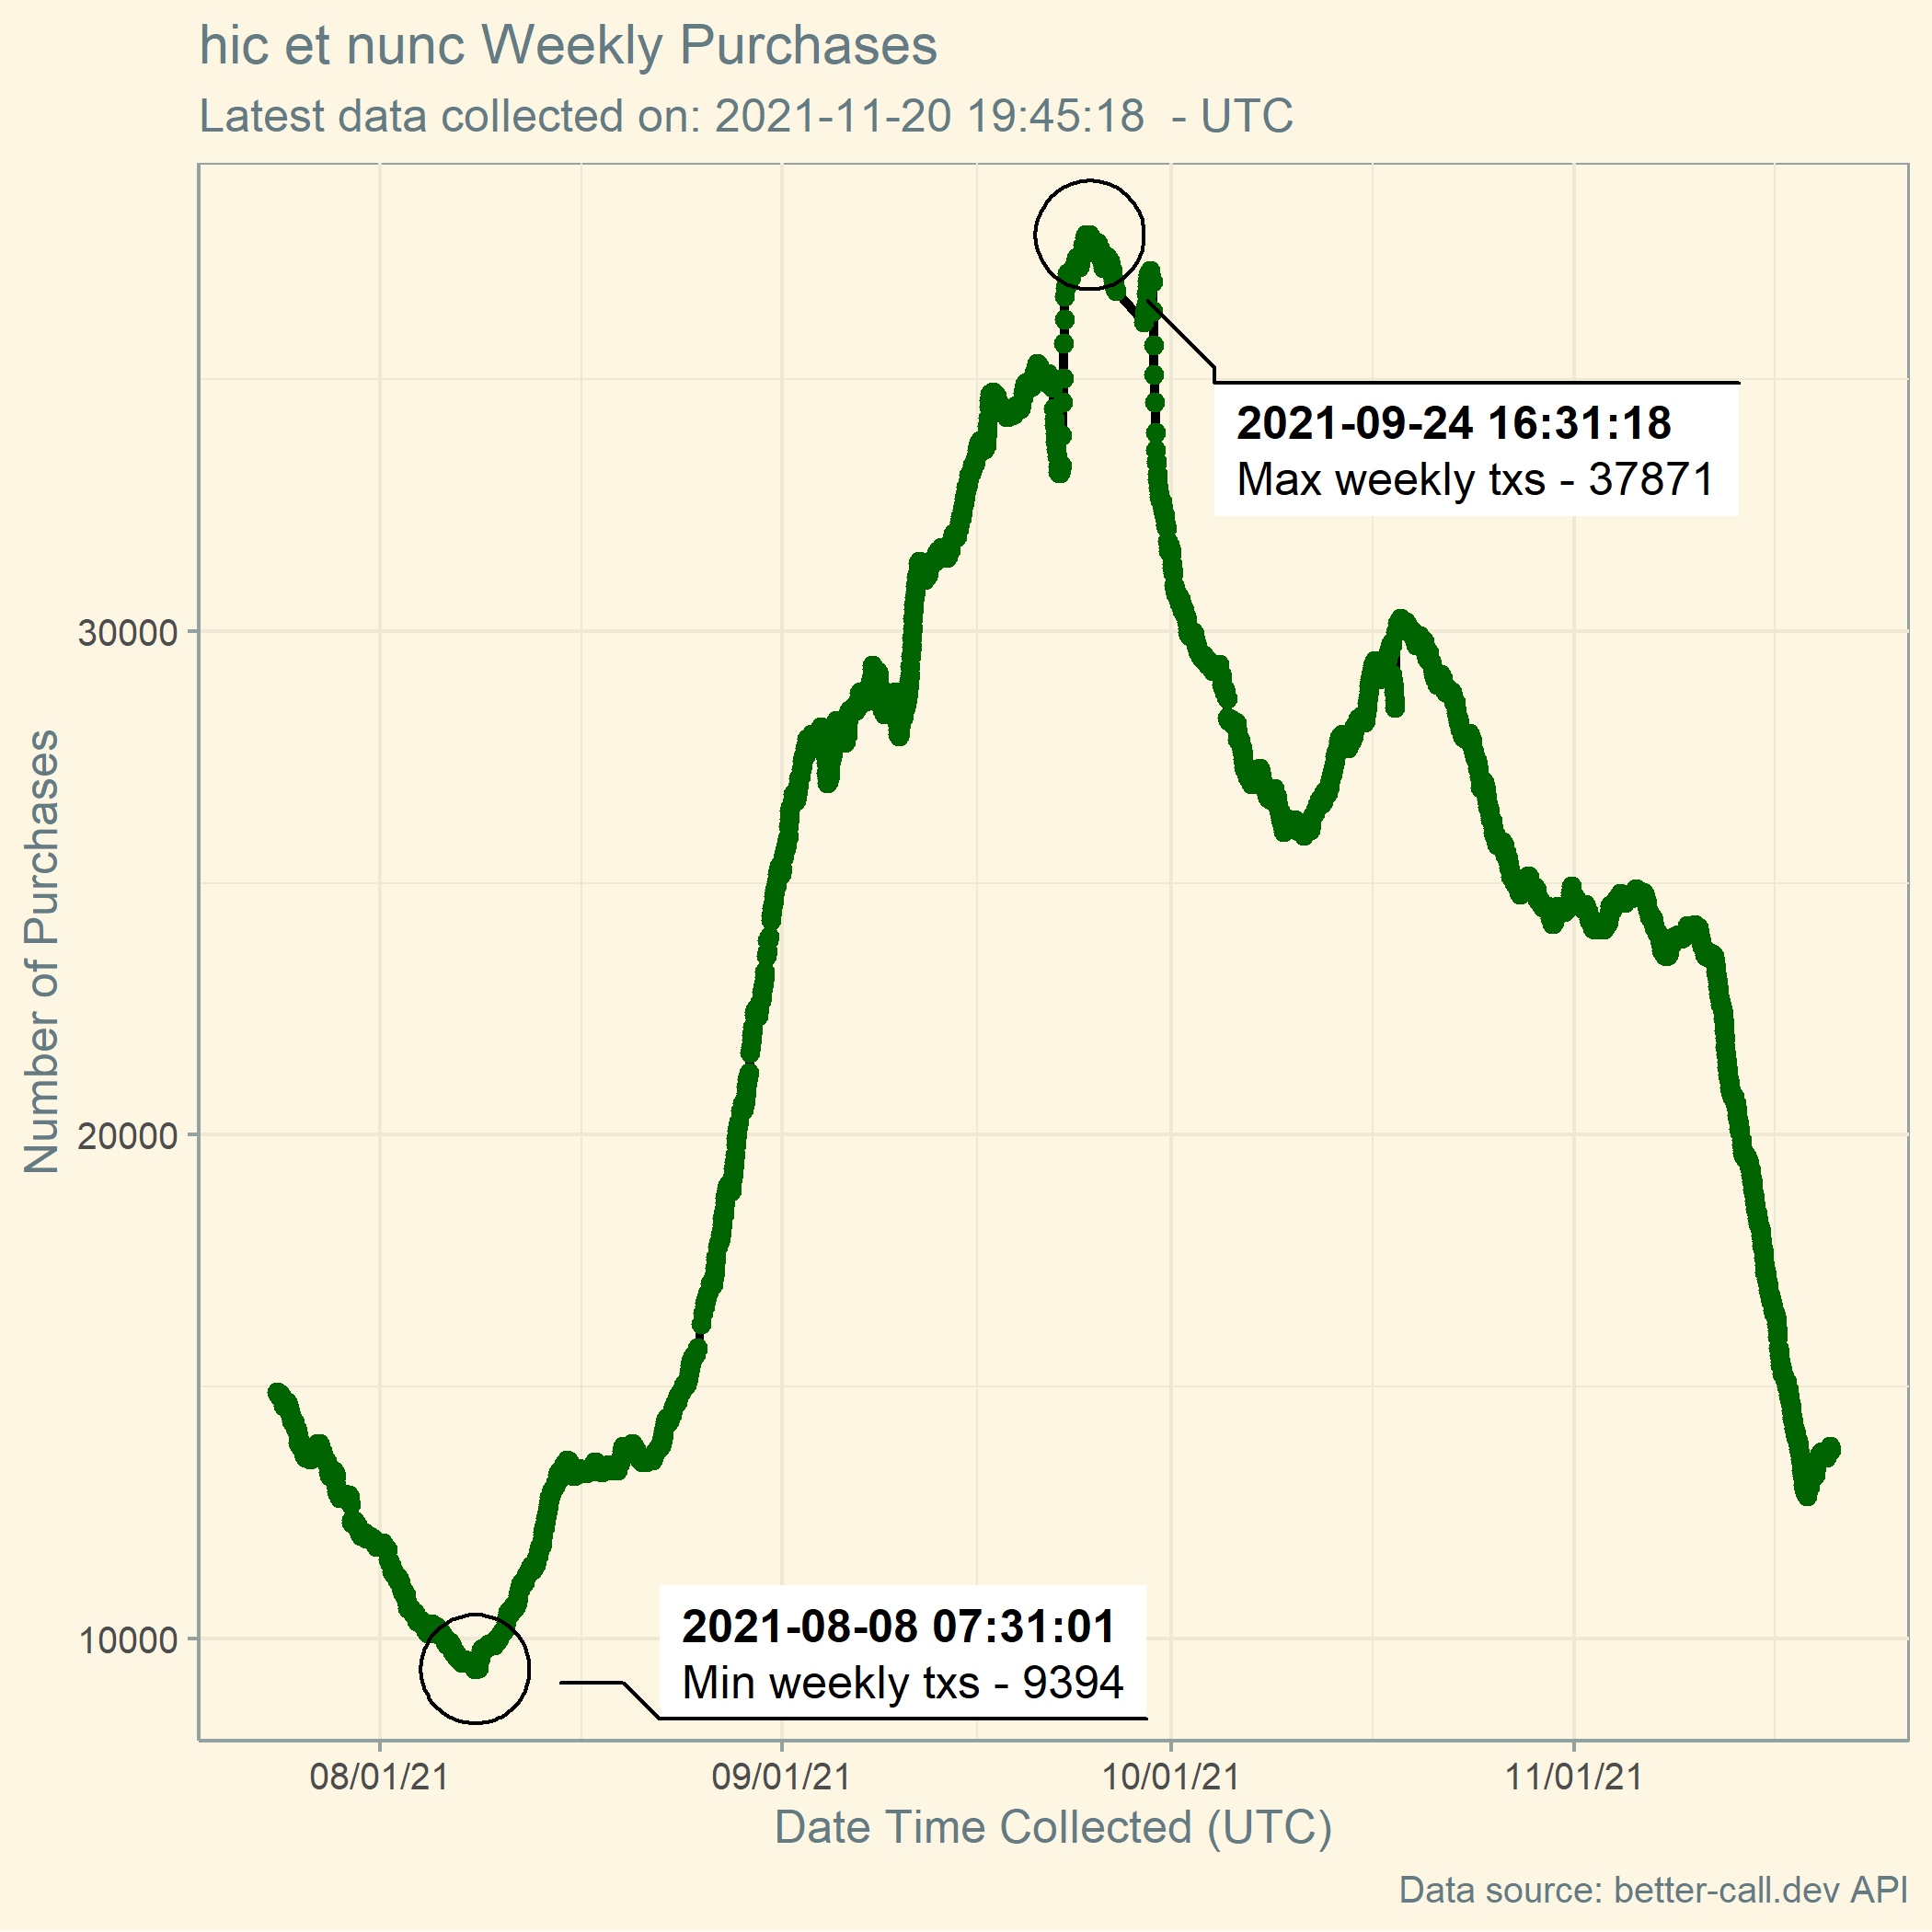 hic et nunc Weekly Purchases
Latest data collected on: 2021-11-20 19:45:18  - UTC
2021-09-24 16:31:18
Max weekly txs - 37871
30000
20000
10000
Number of Purchases
2021-08-08 07:31:01
Min weekly txs - 9394
08/01/21
09/01/21
10/01/21
11/01/21
Date Time Collected (UTC)
Data source: better-call.dev API